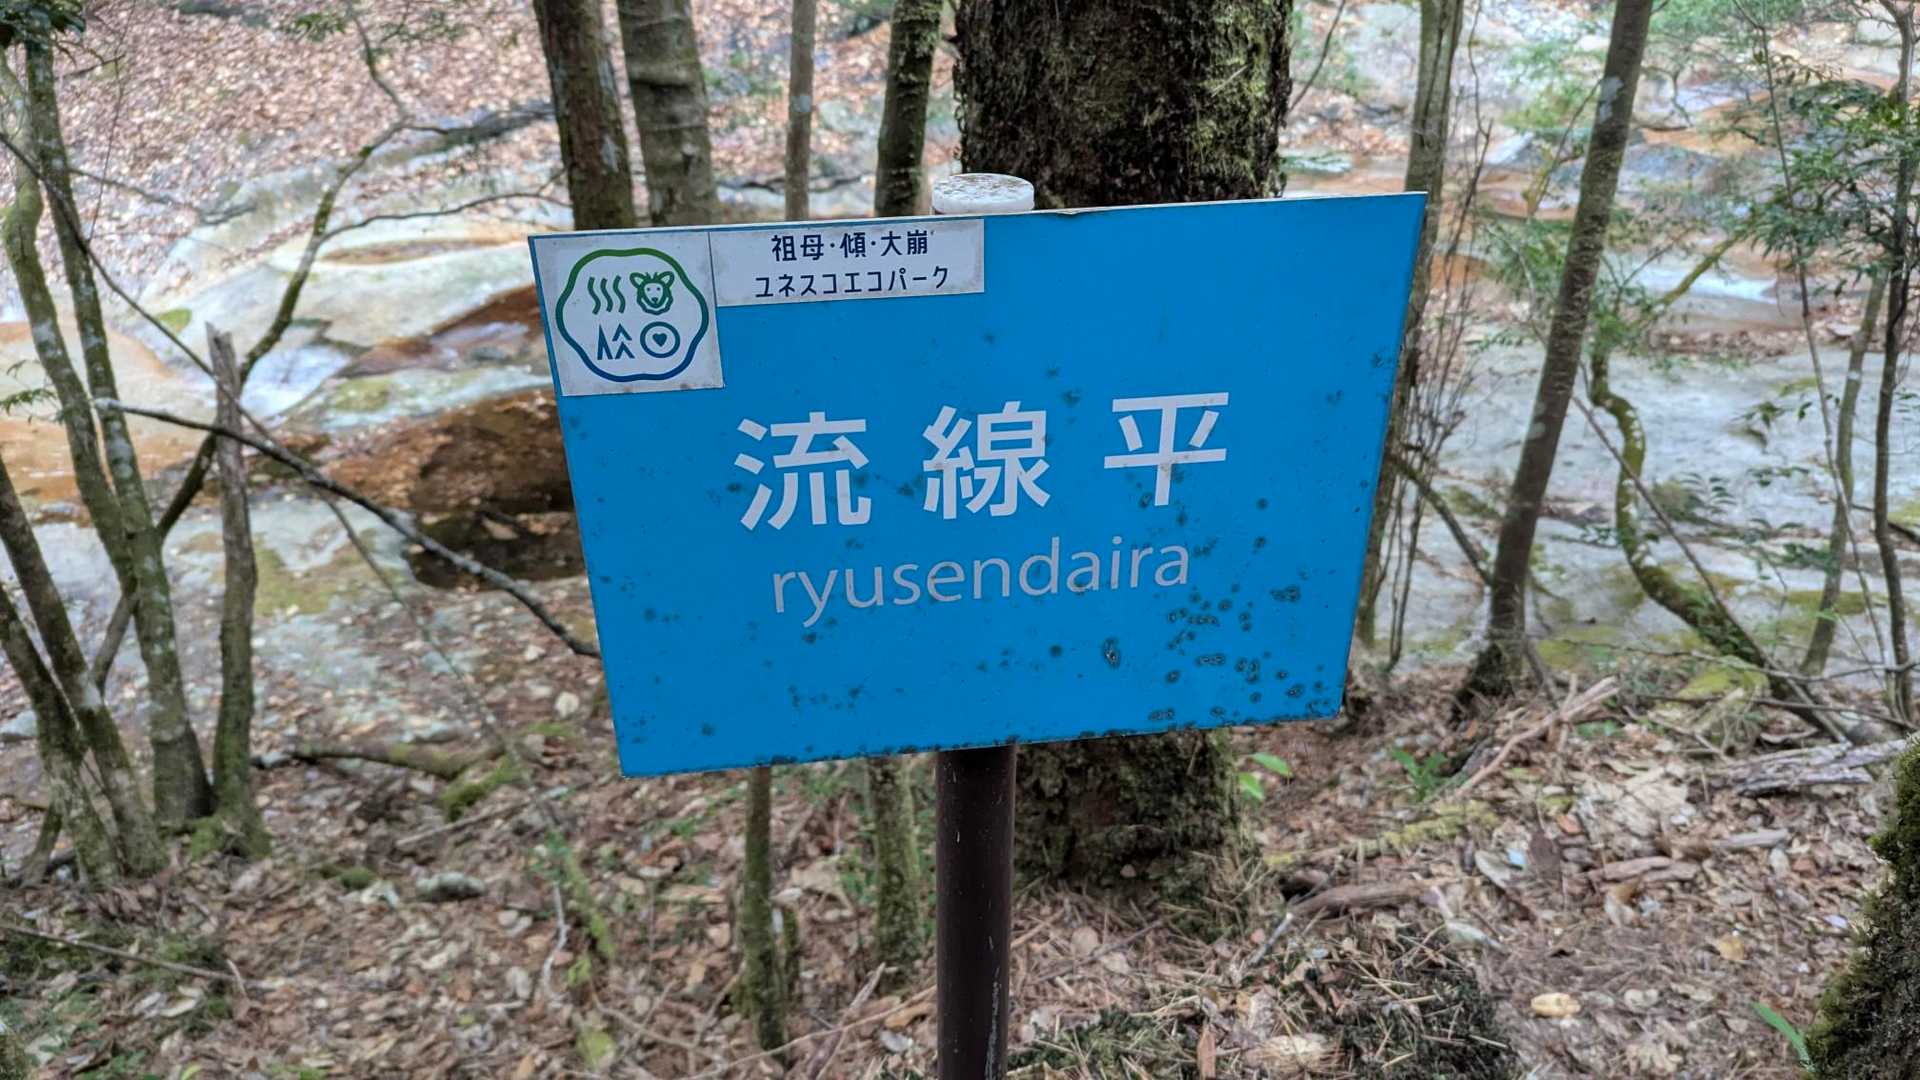 祖母･傾･大崩
ユネスコエコパーク
流線平
ryusendaira